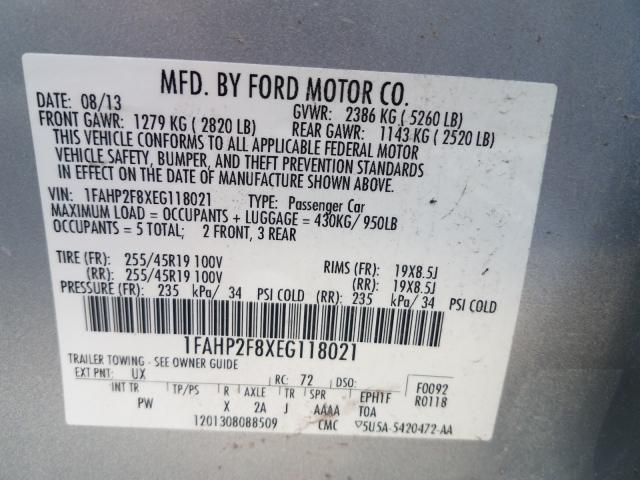 MFD. BY FORD MOTOR CO.
DATE: 08/13 GVWR: 2386 KG ( 5260 LB)
FRONT GAWR: 1279 KG ( 2820 LB) REAR GAWR: 1143 KG ( 2520 LB)
THIS VEHICLE CONFORMS TO ALL APPLICABLE FEDERAL MOTOR
VEHICLE SAFETY, BUMPER, AND THEFT PREVENTION STANDARDS
IN EFFECT ON THE DATE OF MANUFACTURE SHOWN ABOVE.
VIN: 1FAHP2F8XEG118021 TYPE: Passenger Car
MAXIMUM LOAD = OCCUPANTS + LUGGAGE = 430KG/ 950LB
OCCUPANTS = 5 TOTAL; 2 FRONT, 3 REAR
TIRE (FR): 255/45R19 100V RIMS (FR): 19X8.5J
(RR): 255/45R19 100V (RR): 19X8.5J
PRESSURE (FR): 235 kPa/ 34 PSI COLD (RR): 235 kPa/ 34 PSI COLD
1FAHP2F8XEG118021
TRAILER TOWING - SEE OWNER GUIDE
EXT PNT: UX RC: 72 DSO: F0092
INT TR TP/PS R AXLE TR SPR EPH1F R0118
PW X 2A J AAAA TOA
1201308088509 CMC 5U5A-5420472-AA